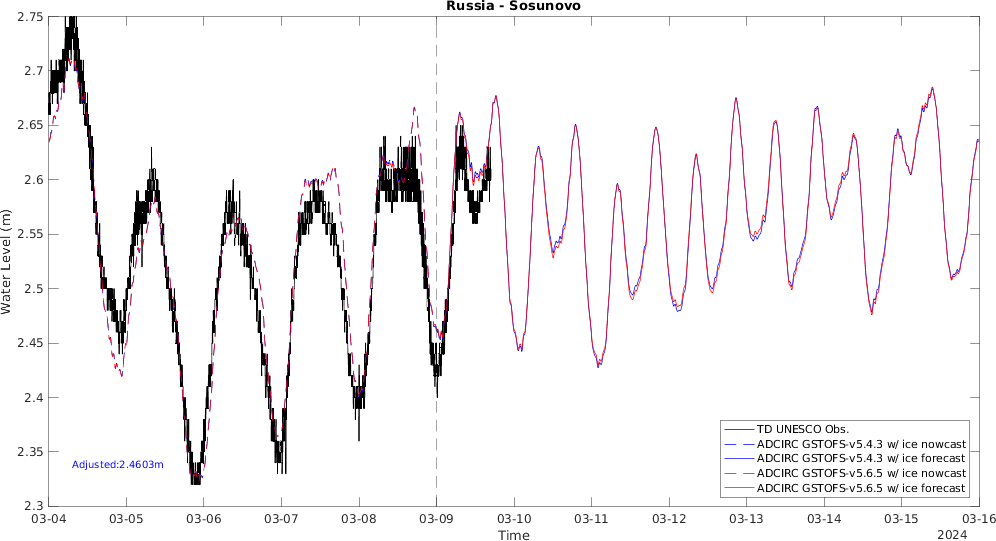 Russia - Sosunovo
2.75
2.7
2.65
2.6
2.55
2.5
2.45
2.4
2.35
2.3
Water Level (m)
Adjusted:2.4603m
TD UNESCO Obs.
ADCIRC GSTOFS-v5.4.3 w/ ice nowcast
ADCIRC GSTOFS-v5.4.3 w/ ice forecast
ADCIRC GSTOFS-v5.6.5 w/ ice nowcast
ADCIRC GSTOFS-v5.6.5 w/ ice forecast
03-04 03-05 03-06 03-07 03-08 03-09 03-10 03-11 03-12 03-13 03-14 03-15 03-16
Time
2024